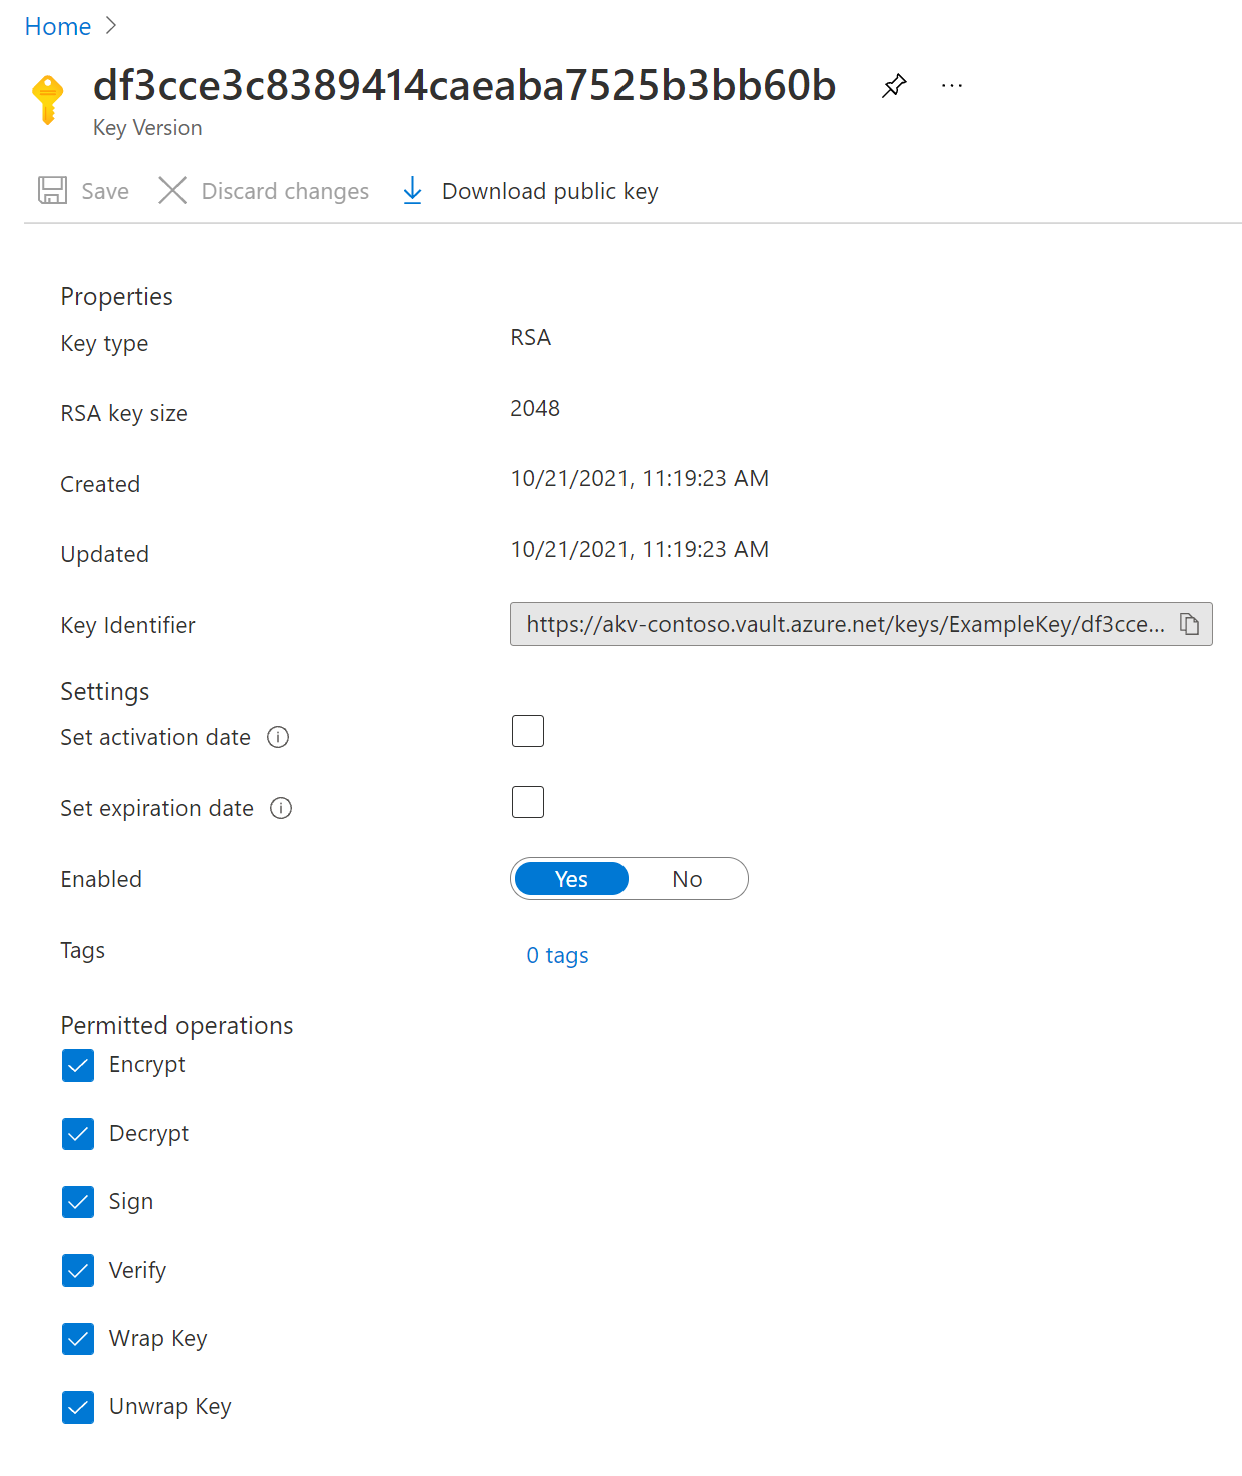 Home
df3cce3c8389414caeaba7525b3bb60b
Key Version
Save Discard changes Download public key
Properties
Key type RSA
RSA key size 2048
Created 10/21/2021, 11:19:23 AM
Updated 10/21/2021, 11:19:23 AM
Key Identifier https://akv-contoso.vault.azure.net/keys/ExampleKey/df3cce...
Settings
Set activation date
Set expiration date
Enabled Yes No
Tags 0 tags
Permitted operations
Encrypt
Decrypt
Sign
Verify
Wrap Key
Unwrap Key